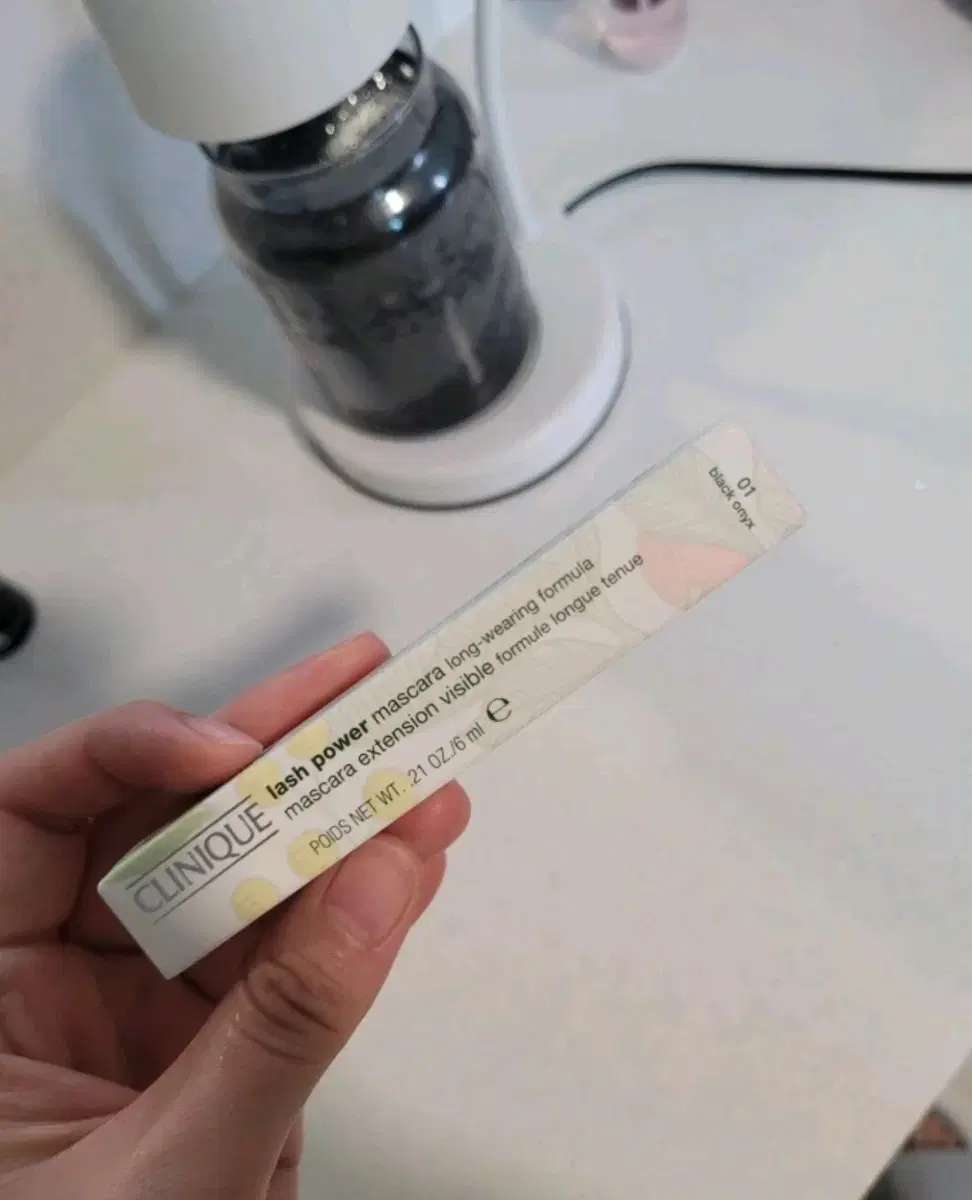 CLINIQUE
lash power mascara long-wearing formula
mascara extension visible formule longue tenue
POIDS NET WT. .21 OZ./6 ml e
01
black onyx